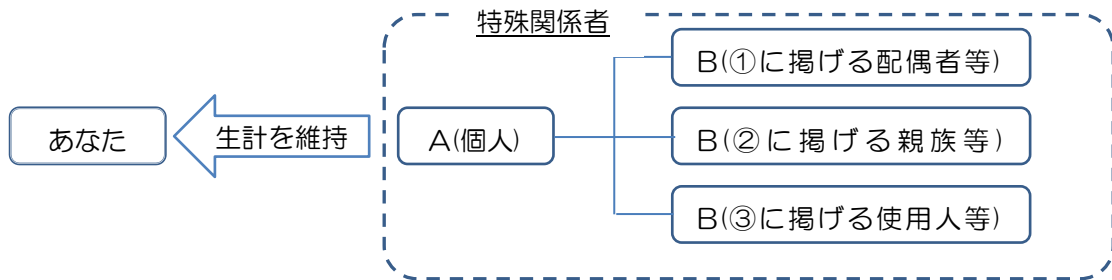 特殊関係者
B(①に掲げる配偶者等)
あなた
生計を維持
A(個人)
B(②に掲げる親族等)
B(③に掲げる使用人等)